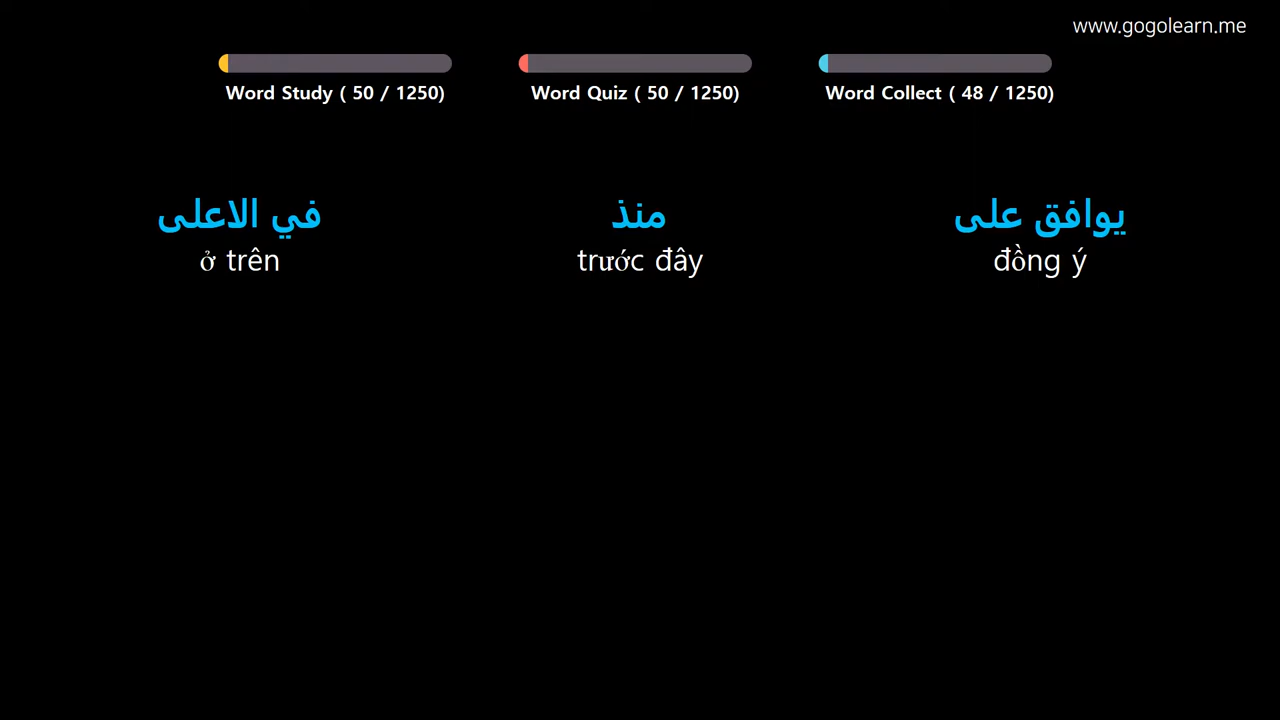 www.gogolearn.me
Word Study ( 50 / 1250)
Word Quiz ( 50 / 1250)
Word Collect ( 48 / 1250)
في الاعلى
ở trên
منذ
trước đây
يوافق على
đồng ý